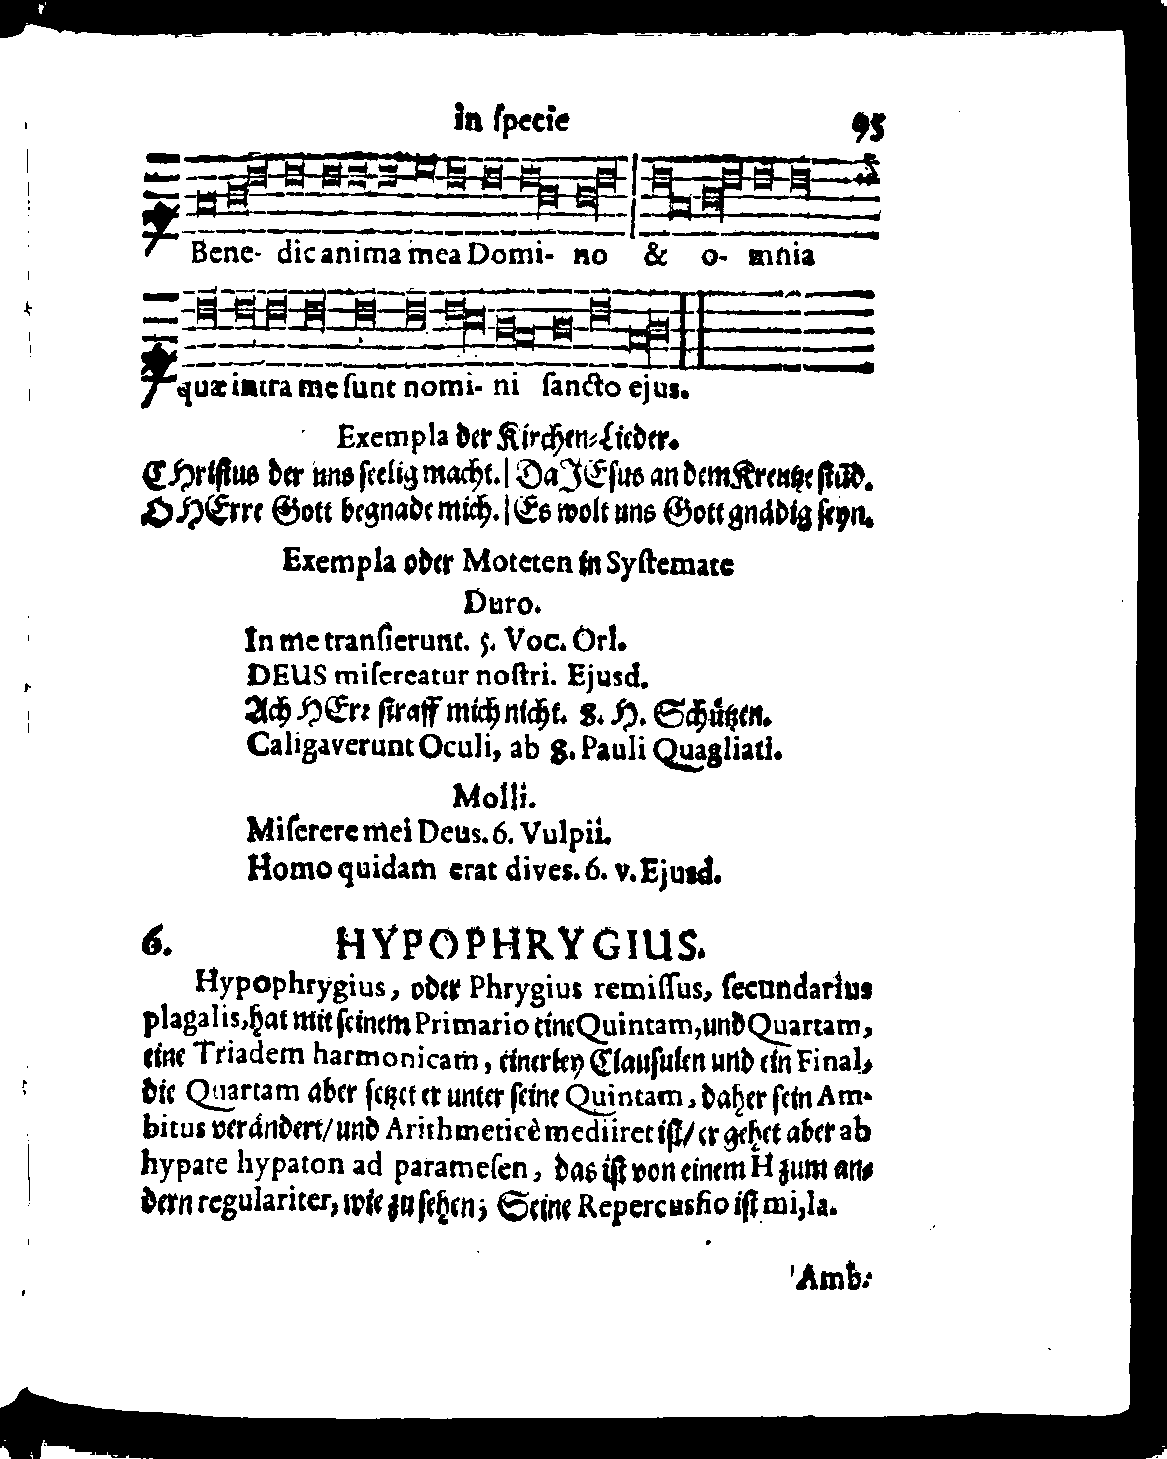 in ſpecie 95
Bene- dic anima mea Domi- no & o- mnia
quæ intra me ſunt nomi- ni ſancto ejus.
Exempla der Kirchen-Lieder.
CHriſtus der uns ſeelig macht. | Da JEſus an dem Kreutze ſtūd.
O HErre Gott begnade mich. | Es wolt uns Gott gnädig ſeyn.
Exempla oder Moteten in Syſtemate
Duro.
In me tranſierunt. 5. Voc. Orl.
DEUS miſereatur noſtri. Ejusd.
Ach HErr ſtraff mich nicht. 8. H. Schützen.
Caligaverunt Oculi, ab 8. Pauli Quagliati.
Molli.
Miſerere mei Deus. 6. Vulpii.
Homo quidam erat dives. 6. v. Ejusd.
6. HYPOPHRYGIUS.
Hypophrygius, oder Phrygius remiſſus, ſecundarius
plagalis, hat mit ſeinem Primario eine Quintam, und Quartam,
eine Triadem harmonicam, einerley Clauſulen und ein Final,
die Quartam aber ſetzet er unter ſeine Quintam, daher ſein Am-
bitus verändert/ und Arithmeticè mediiret iſt/ er gehet aber ab
hypate hypaton ad parameſen, das iſt von einem H zum an-
dern regulariter, wie zu ſehen; Seine Repercusſio iſt mi, la.
Amb.